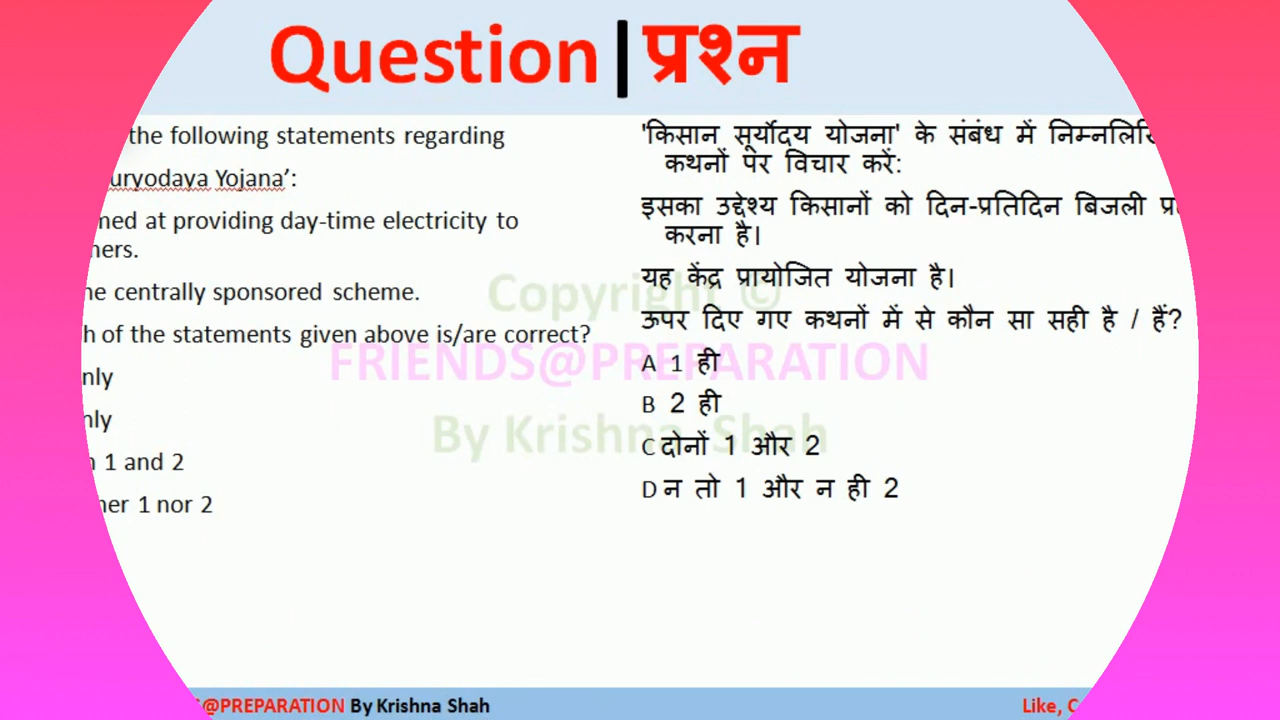 Question|प्रश्न
the following statements regarding
uryodaya Yojana’:
ned at providing day-time electricity to
ners.
ne centrally sponsored scheme.
h of the statements given above is/are correct?
nly
nly
n 1 and 2
ner 1 nor 2
'किसान सूर्योदय योजना' के संबंध में
कथनों पर विचार करें:
इसका उद्देश्य किसानों को दिन-प्रतिदिन बिजली
करना है।
यह केंद्र प्रायोजित योजना है।
ऊपर दिए गए कथनों में से कौन सा सही है / हैं?
A 1 ही
B 2 ही
C दोनों 1 और 2
D न तो 1 और न ही 2
Copyright ©
FRIENDS@PREPARATION
By Krishna Shah
@PREPARATION By Krishna Shah
Like,